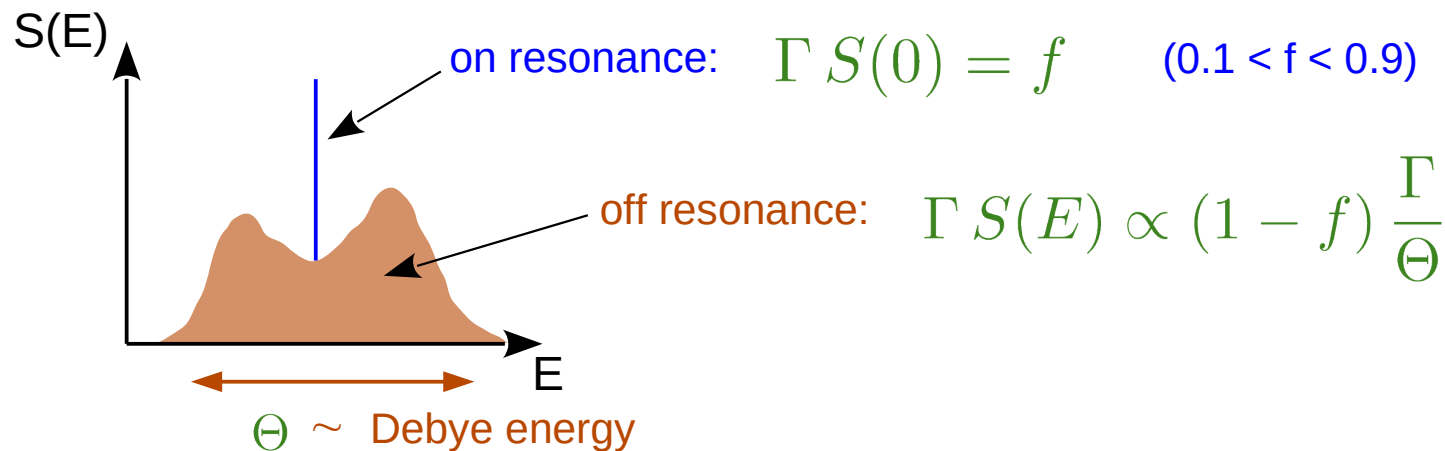 S(E)
on resonance: Γ S(0) = f (0.1 < f < 0.9)
off resonance: Γ S(E) ∝ (1 − f) Γ/Θ
E
Θ ~ Debye energy